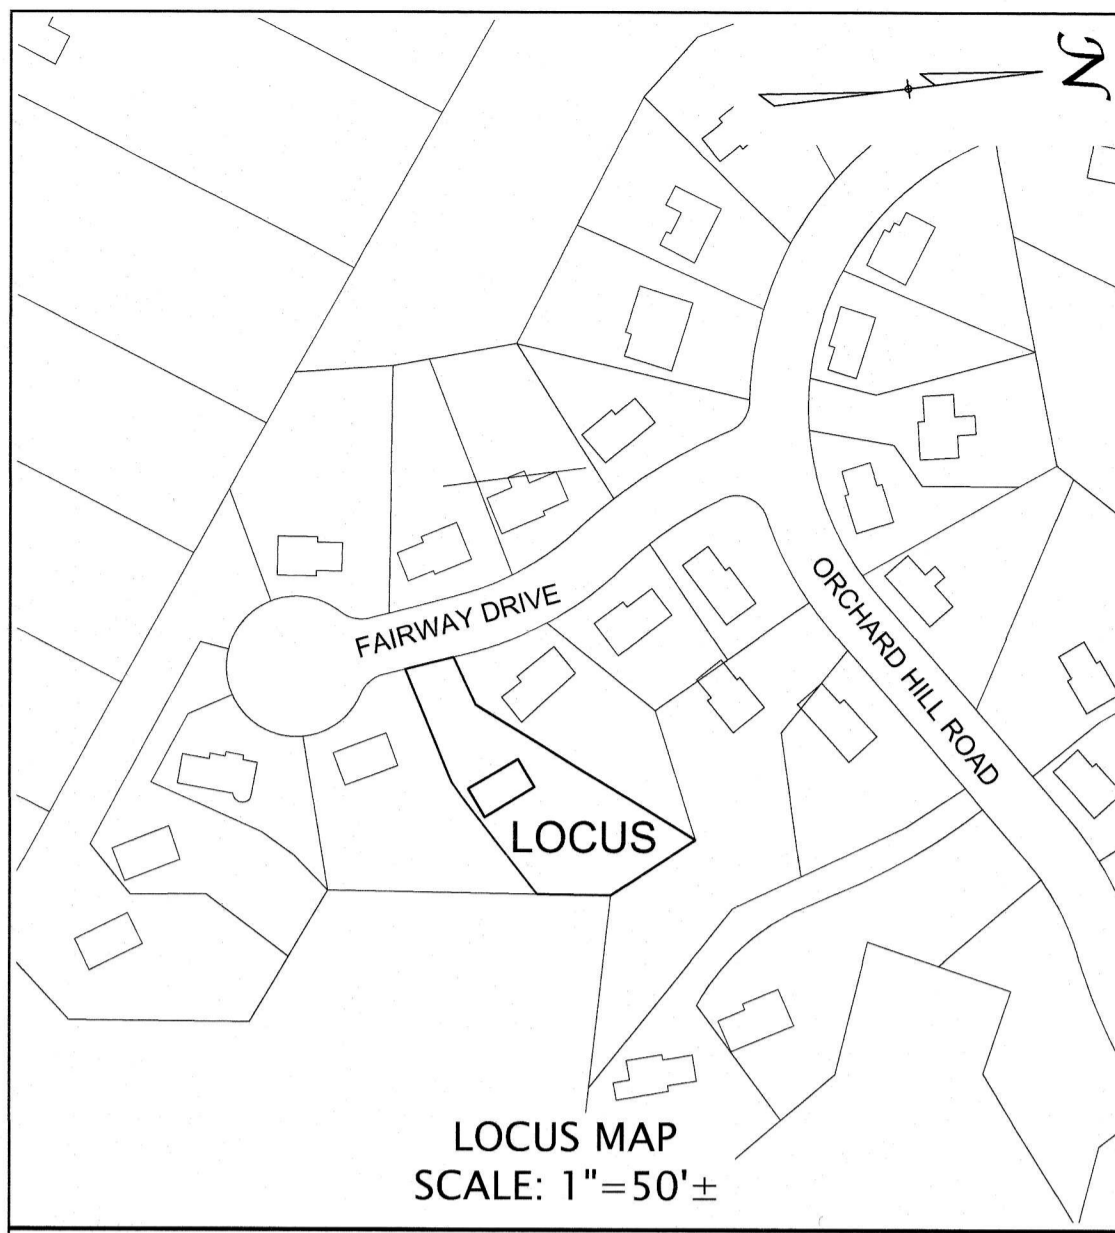 N
FAIRWAY DRIVE
ORCHARD HILL ROAD
LOCUS
LOCUS MAP
SCALE: 1"=50'±